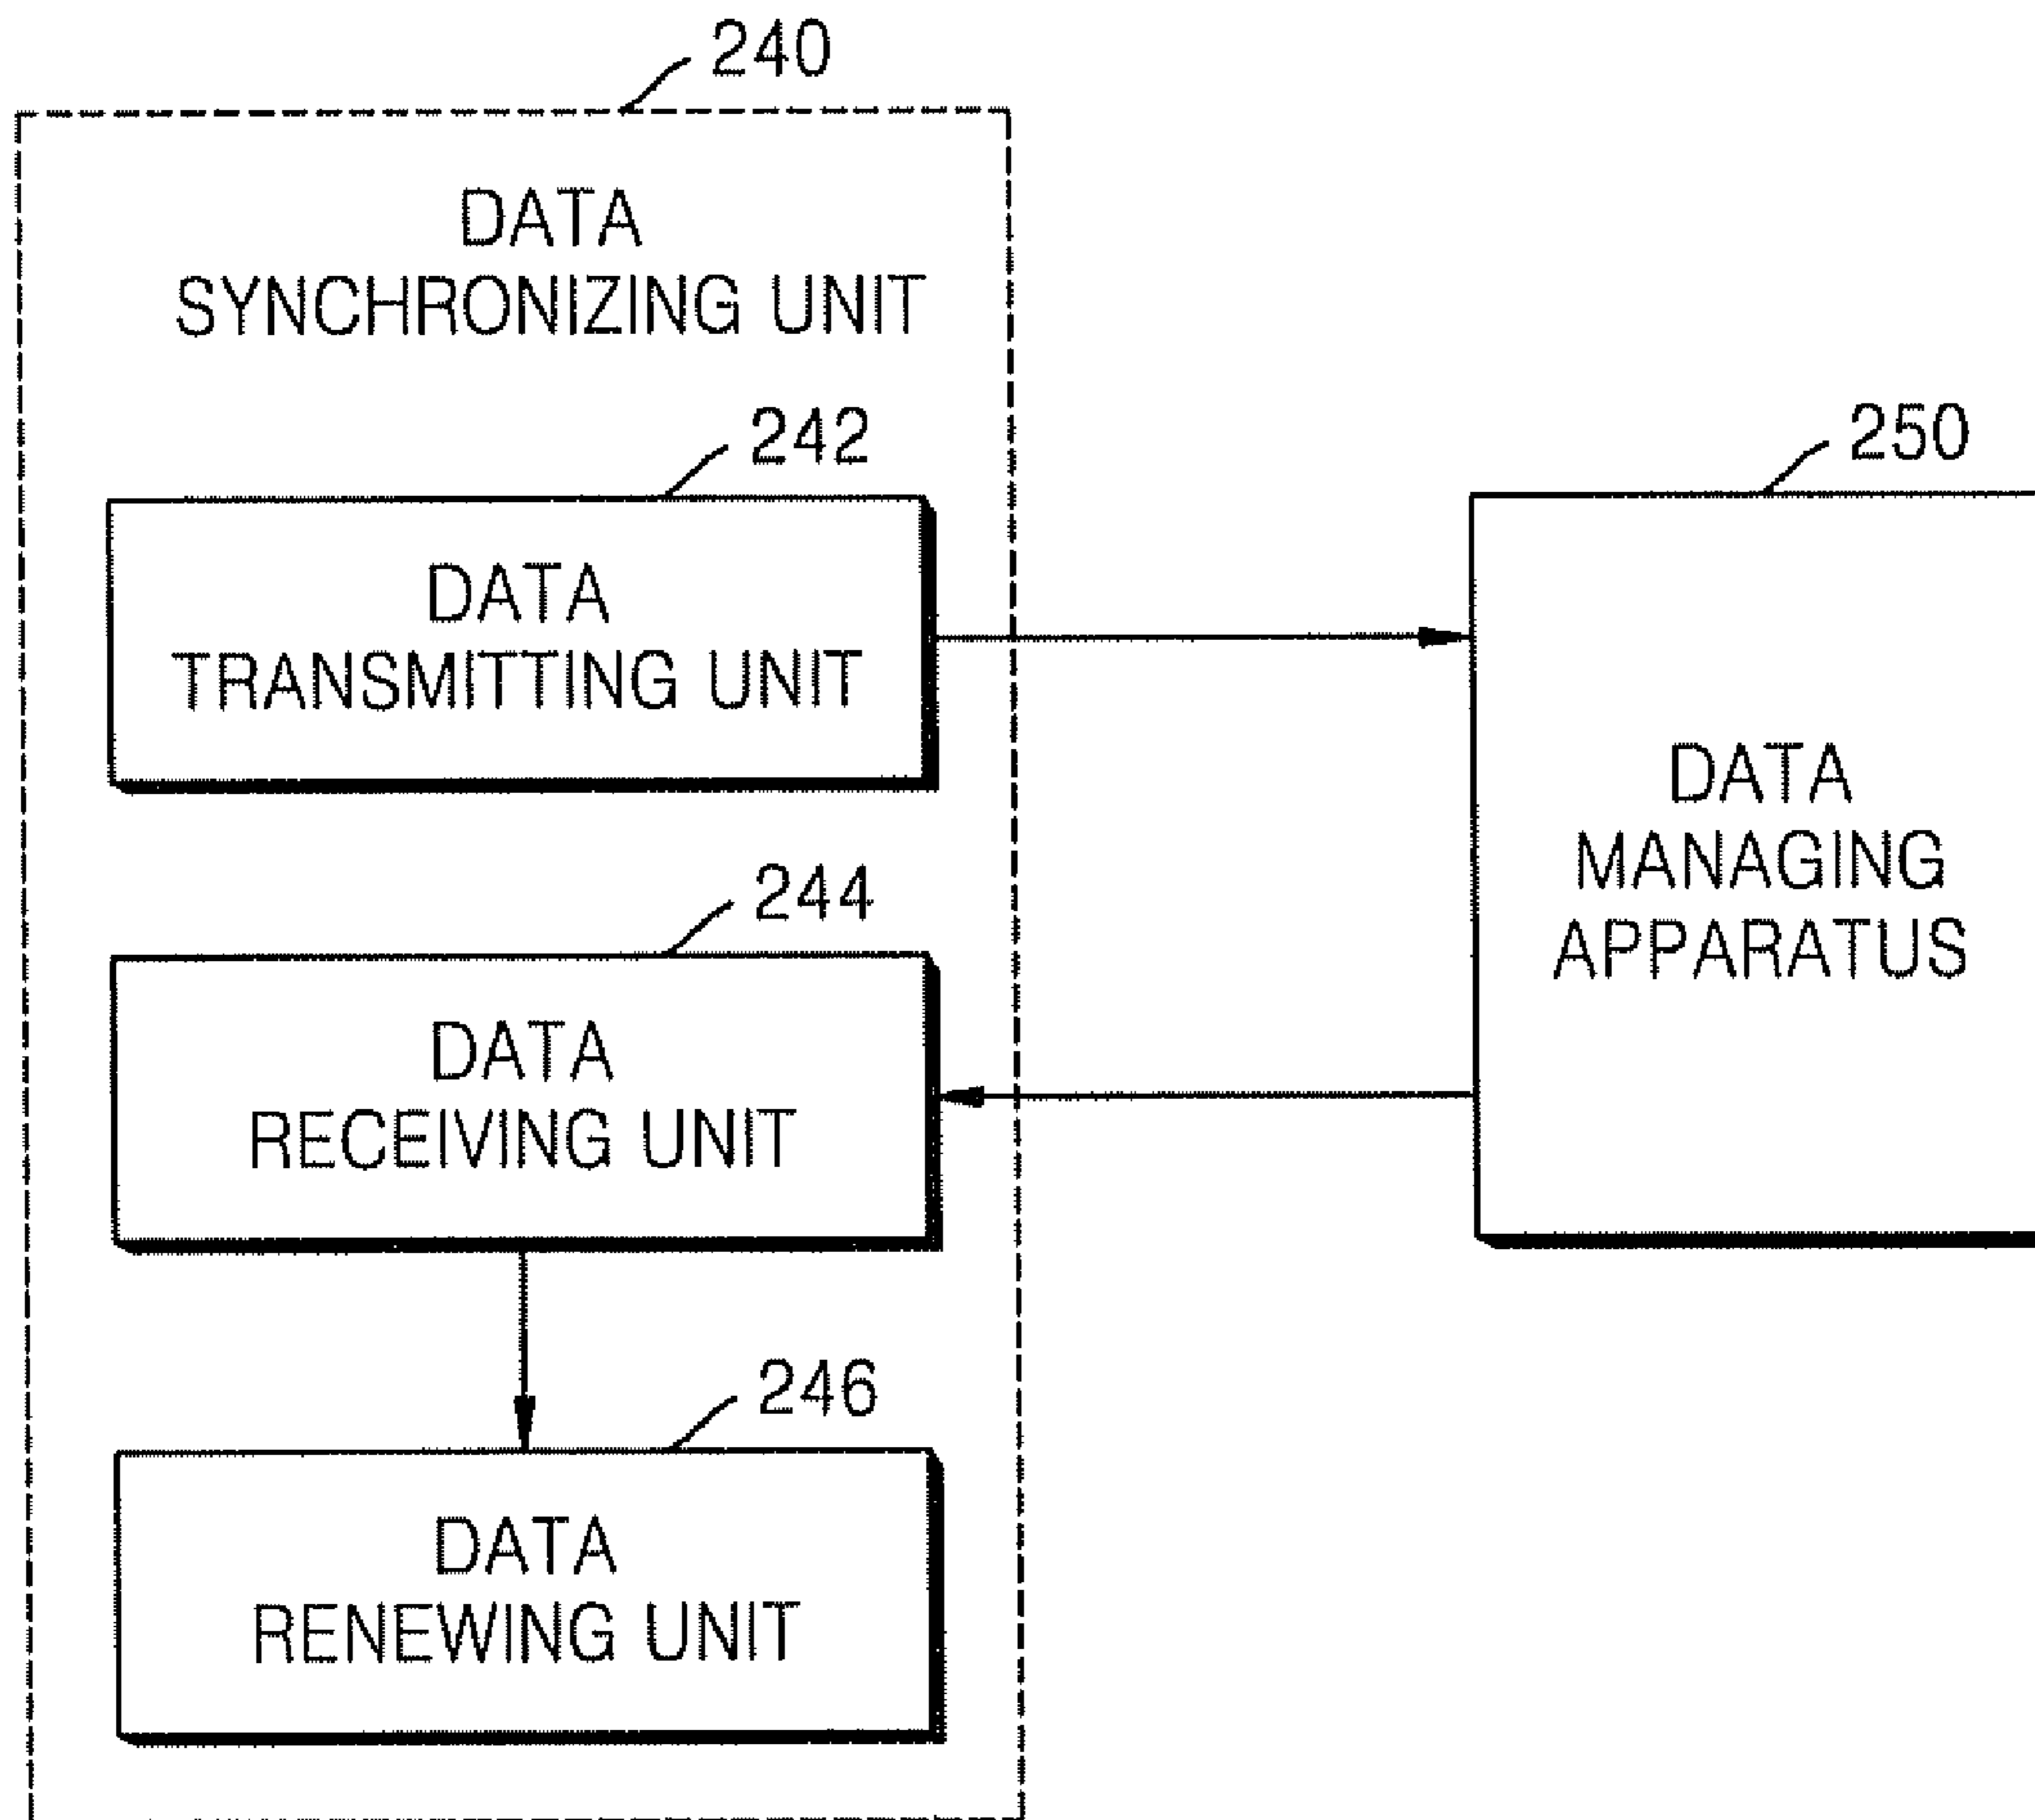 240
DATA
SYNCHRONIZING UNIT
242
DATA
TRANSMITTING UNIT
250
DATA
MANAGING
APPARATUS
244
DATA
RECEIVING UNIT
246
DATA
RENEWING UNIT